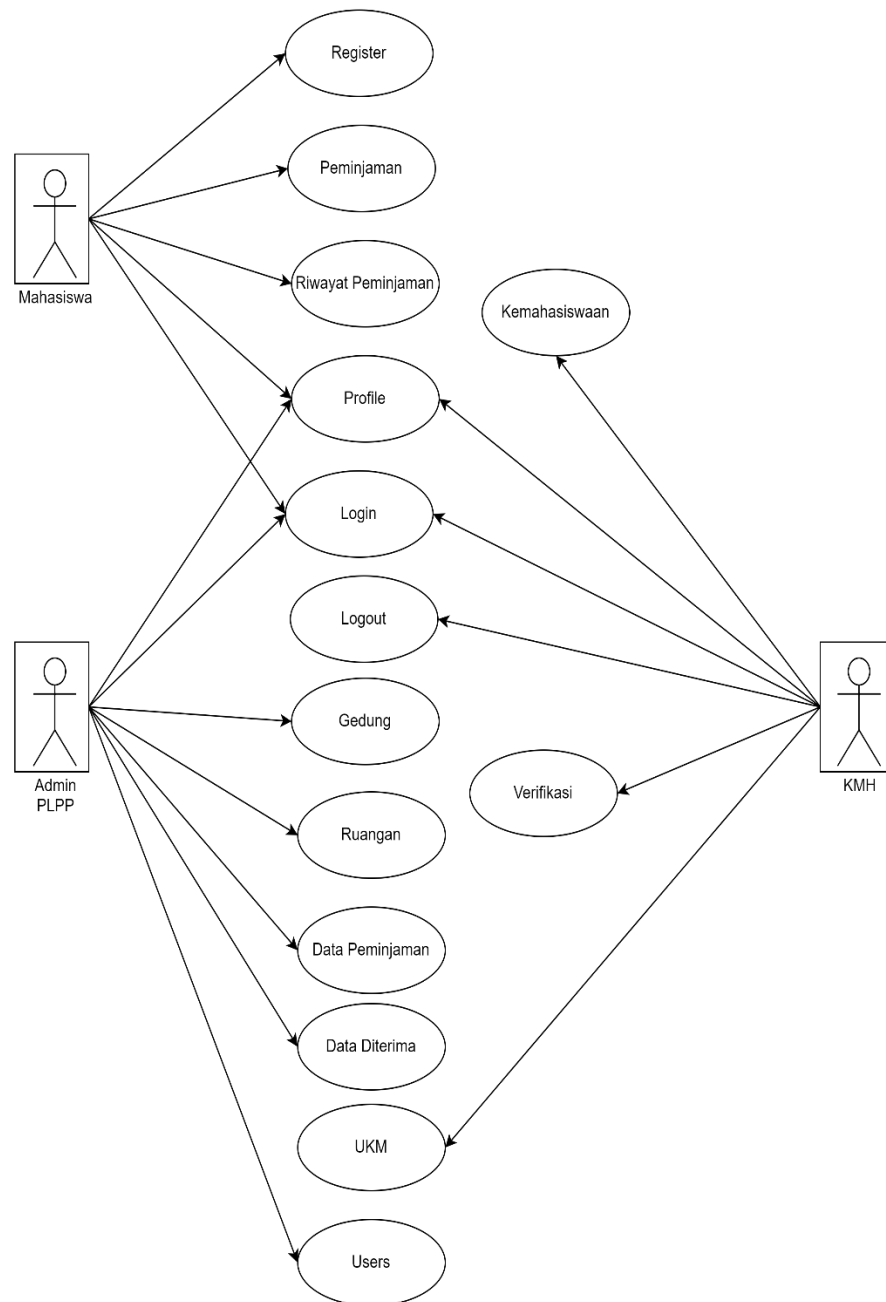 Register
Peminjaman
Mahasiswa
Riwayat Peminjaman
Kemahasiswaan
Profile
Login
Logout
Gedung
Admin
PLPP
KMH
Verifikasi
Ruangan
Data Peminjaman
Data Diterima
UKM
Users